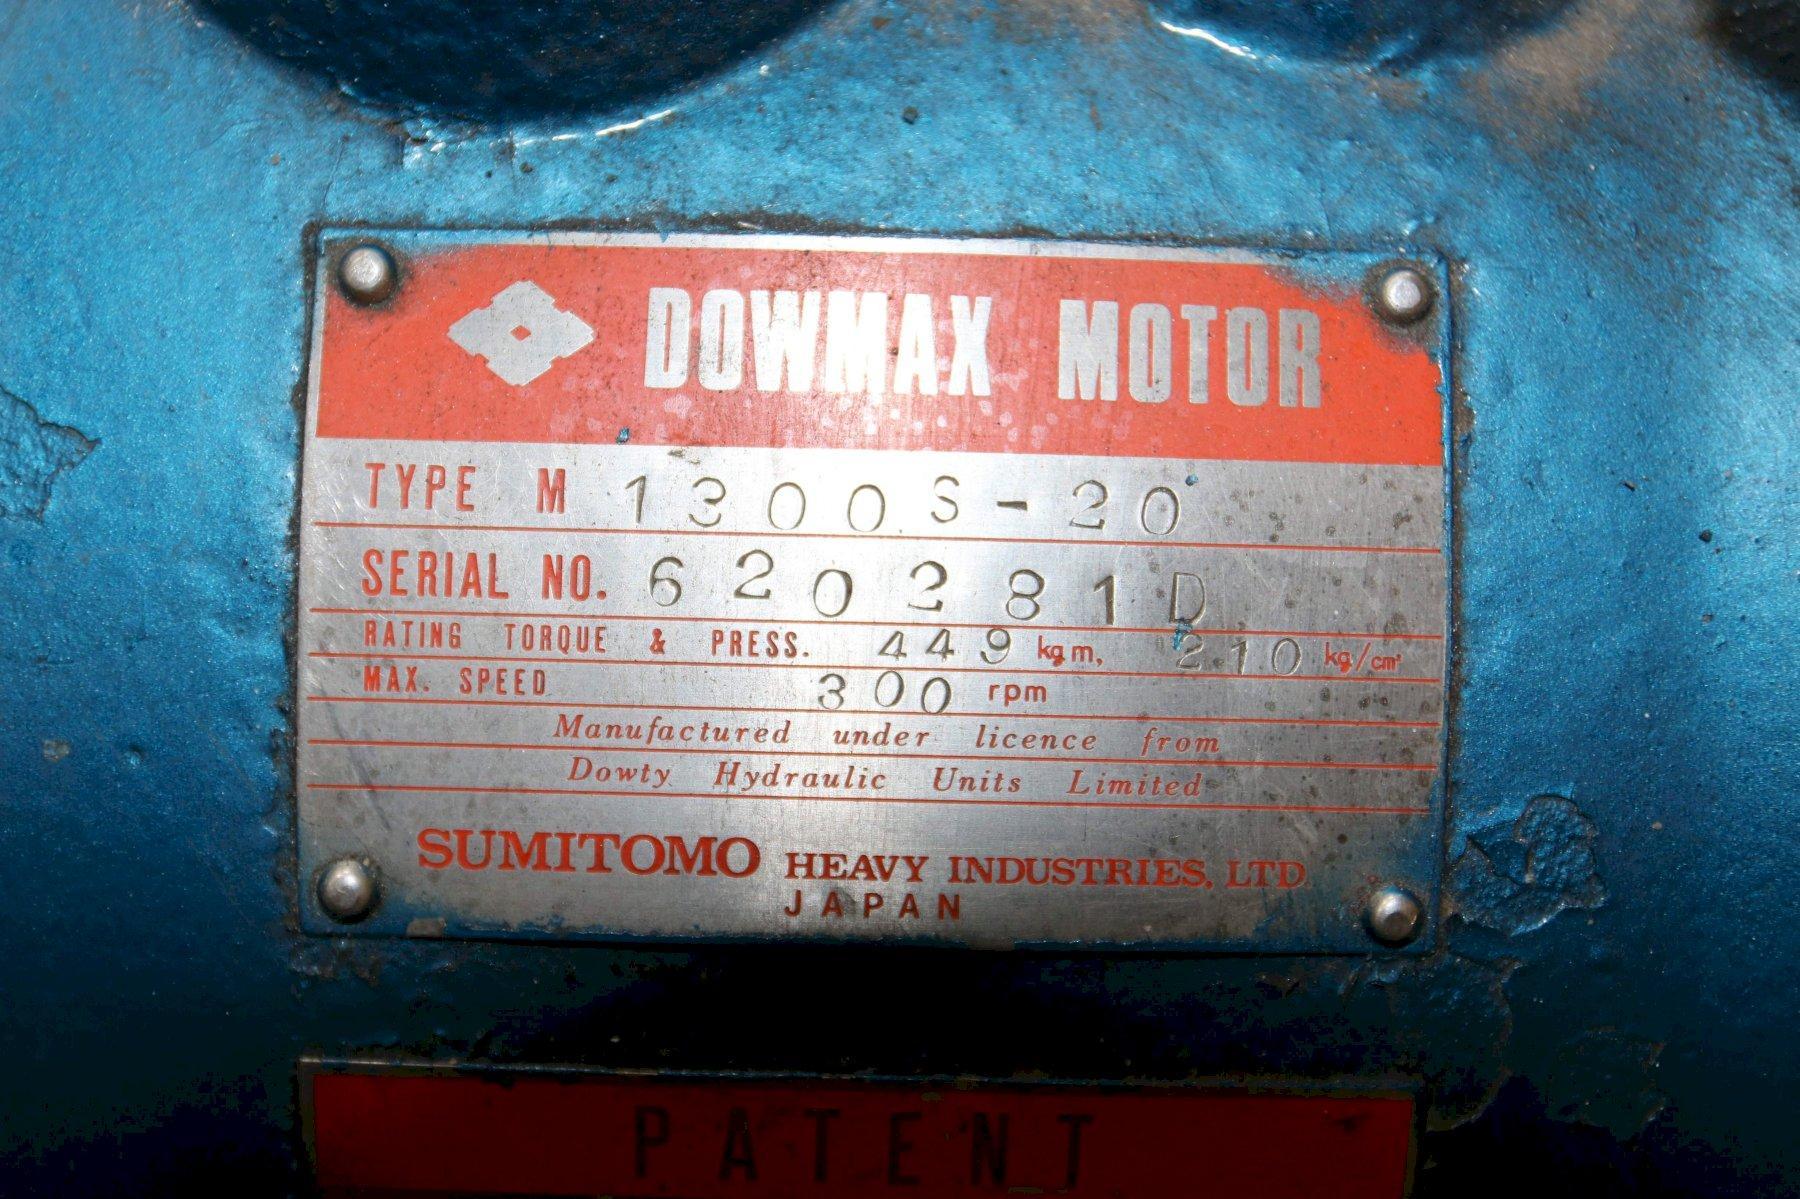 DOWMAX MOTOR
TYPE M 1300S-20
SERIAL NO. 620281D
RATING TORQUE & PRESS. 449 kgm, 210 kg/cm²
MAX. SPEED 300 rpm
Manufactured under licence from
Dowty Hydraulic Units Limited
SUMITOMO HEAVY INDUSTRIES, LTD.
JAPAN
PATENT